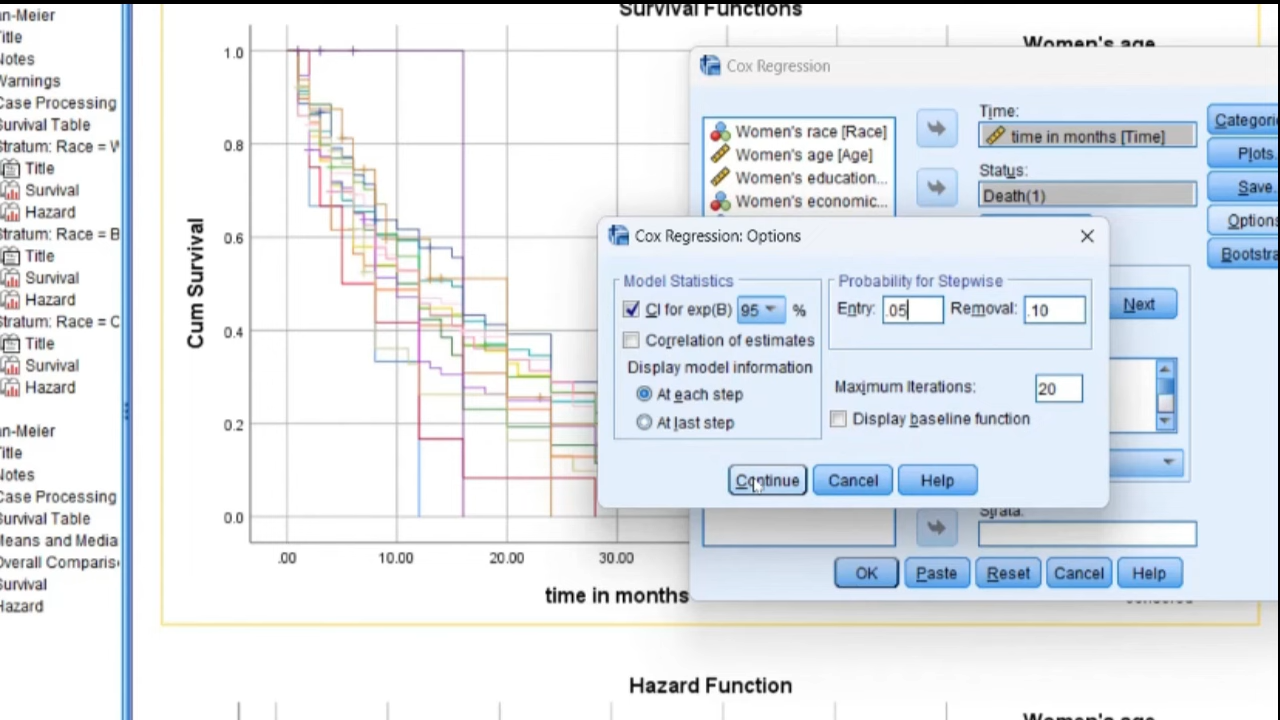 an-Meier
Title
Notes
Warnings
Case Processing
Survival Table
Stratum: Race = W
Title
Survival
Hazard
Stratum: Race = B
Title
Survival
Hazard
Stratum: Race = O
Title
Survival
Hazard
an-Meier
Title
Notes
Case Processing
Survival Table
Means and Media
Overall Comparis
Survival
Hazard
Survival Functions
Women's age
Cum Survival
1.0
0.8
0.6
0.4
0.2
0.0
.00
10.00
20.00
30.00
time in months
censored
Hazard Function
Women's age
Cox Regression
Women's race [Race]
Women's age [Age]
Women's education...
Women's economic...
Time:
time in months [Time]
Status:
Death(1)
Categori
Plots.
Save.
Option
Bootstra
Next
Strata:
OK
Paste
Reset
Cancel
Help
Cox Regression: Options
Model Statistics
CI for exp(B) 95 %
Correlation of estimates
Display model information
At each step
At last step
Probability for Stepwise
Entry: .05 Removal: .10
Maximum Iterations: 20
Display baseline function
Continue
Cancel
Help